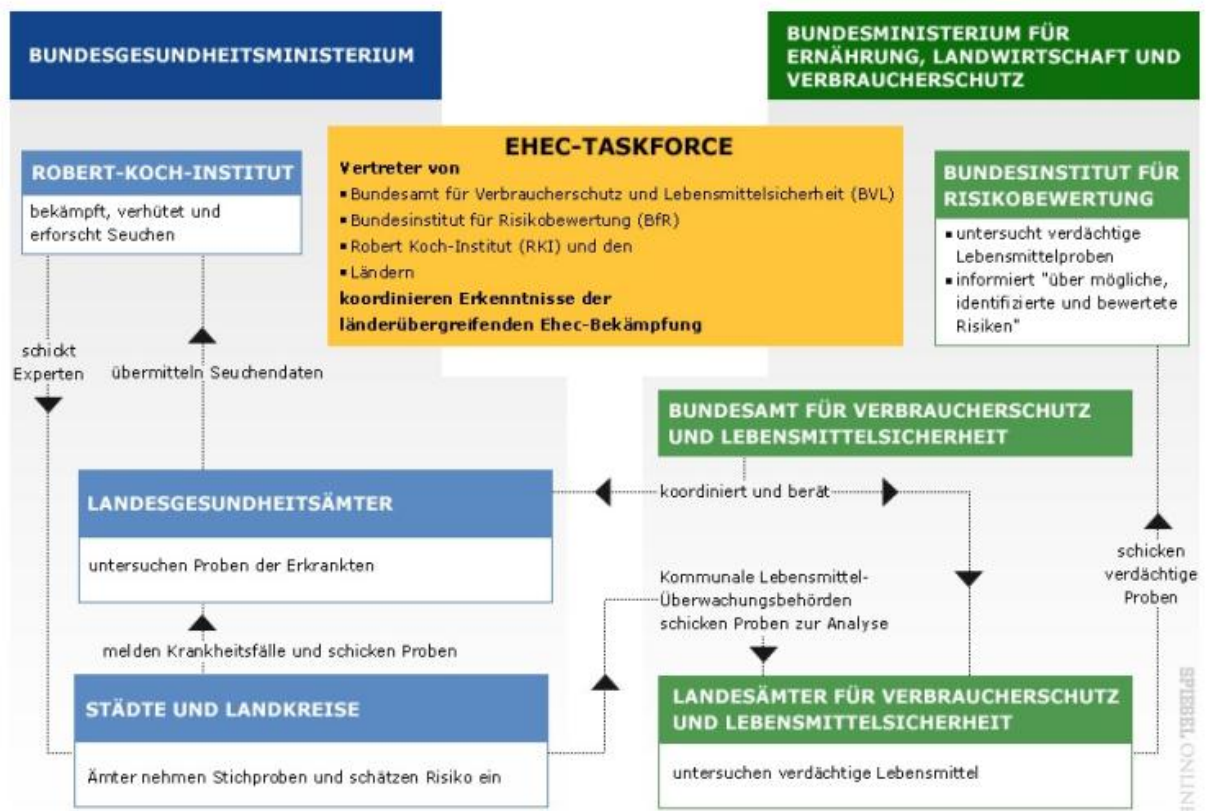 BUNDESGESUNDHEITSMINISTERIUM
BUNDESMINISTERIUM FÜR
ERNÄHRUNG, LANDWIRTSCHAFT UND
VERBRAUCHERSCHUTZ
EHEC-TASKFORCE
Vertreter von
▪ Bundesamt für Verbraucherschutz und Lebensmittelsicherheit (BVL)
▪ Bundesinstitut für Risikobewertung (BfR)
▪ Robert Koch-Institut (RKI) und den
▪ Ländern
koordinieren Erkenntnisse der
länderübergreifenden Ehec-Bekämpfung
ROBERT-KOCH-INSTITUT
bekämpft, verhütet und
erforscht Seuchen
BUNDESINSTITUT FÜR
RISIKOBEWERTUNG
▪ untersucht verdächtige
Lebensmittelproben
▪ informiert "über mögliche,
identifizierte und bewertete
Risiken"
schickt
Experten
übermitteln Seuchendaten
BUNDESAMT FÜR VERBRAUCHERSCHUTZ
UND LEBENSMITTELSICHERHEIT
koordiniert und berät
LANDESGESUNDHEITSÄMTER
untersuchen Proben der Erkrankten
schicken
verdächtige
Proben
Kommunale Lebensmittel-
Überwachungsbehörden
schicken Proben zur Analyse
melden Krankheitsfälle und schicken Proben
STÄDTE UND LANDKREISE
Ämter nehmen Stichproben und schätzen Risiko ein
LANDESÄMTER FÜR VERBRAUCHERSCHUTZ
UND LEBENSMITTELSICHERHEIT
untersuchen verdächtige Lebensmittel
SPIEGEL ONLINE